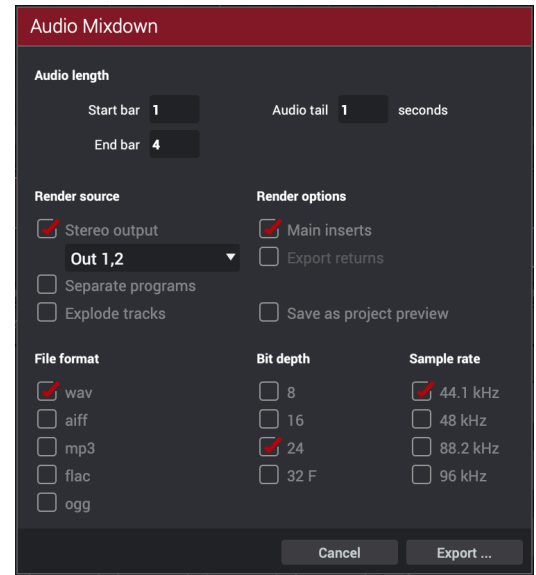 Audio Mixdown
Audio length
Start bar 1 Audio tail 1 seconds
End bar 4
Render source Render options
Stereo output Main inserts
Out 1,2 Export returns
Separate programs
Explode tracks Save as project preview
File format Bit depth Sample rate
wav 8 44.1 kHz
aiff 16 48 kHz
mp3 24 88.2 kHz
flac 32 F 96 kHz
ogg
Cancel Export ...